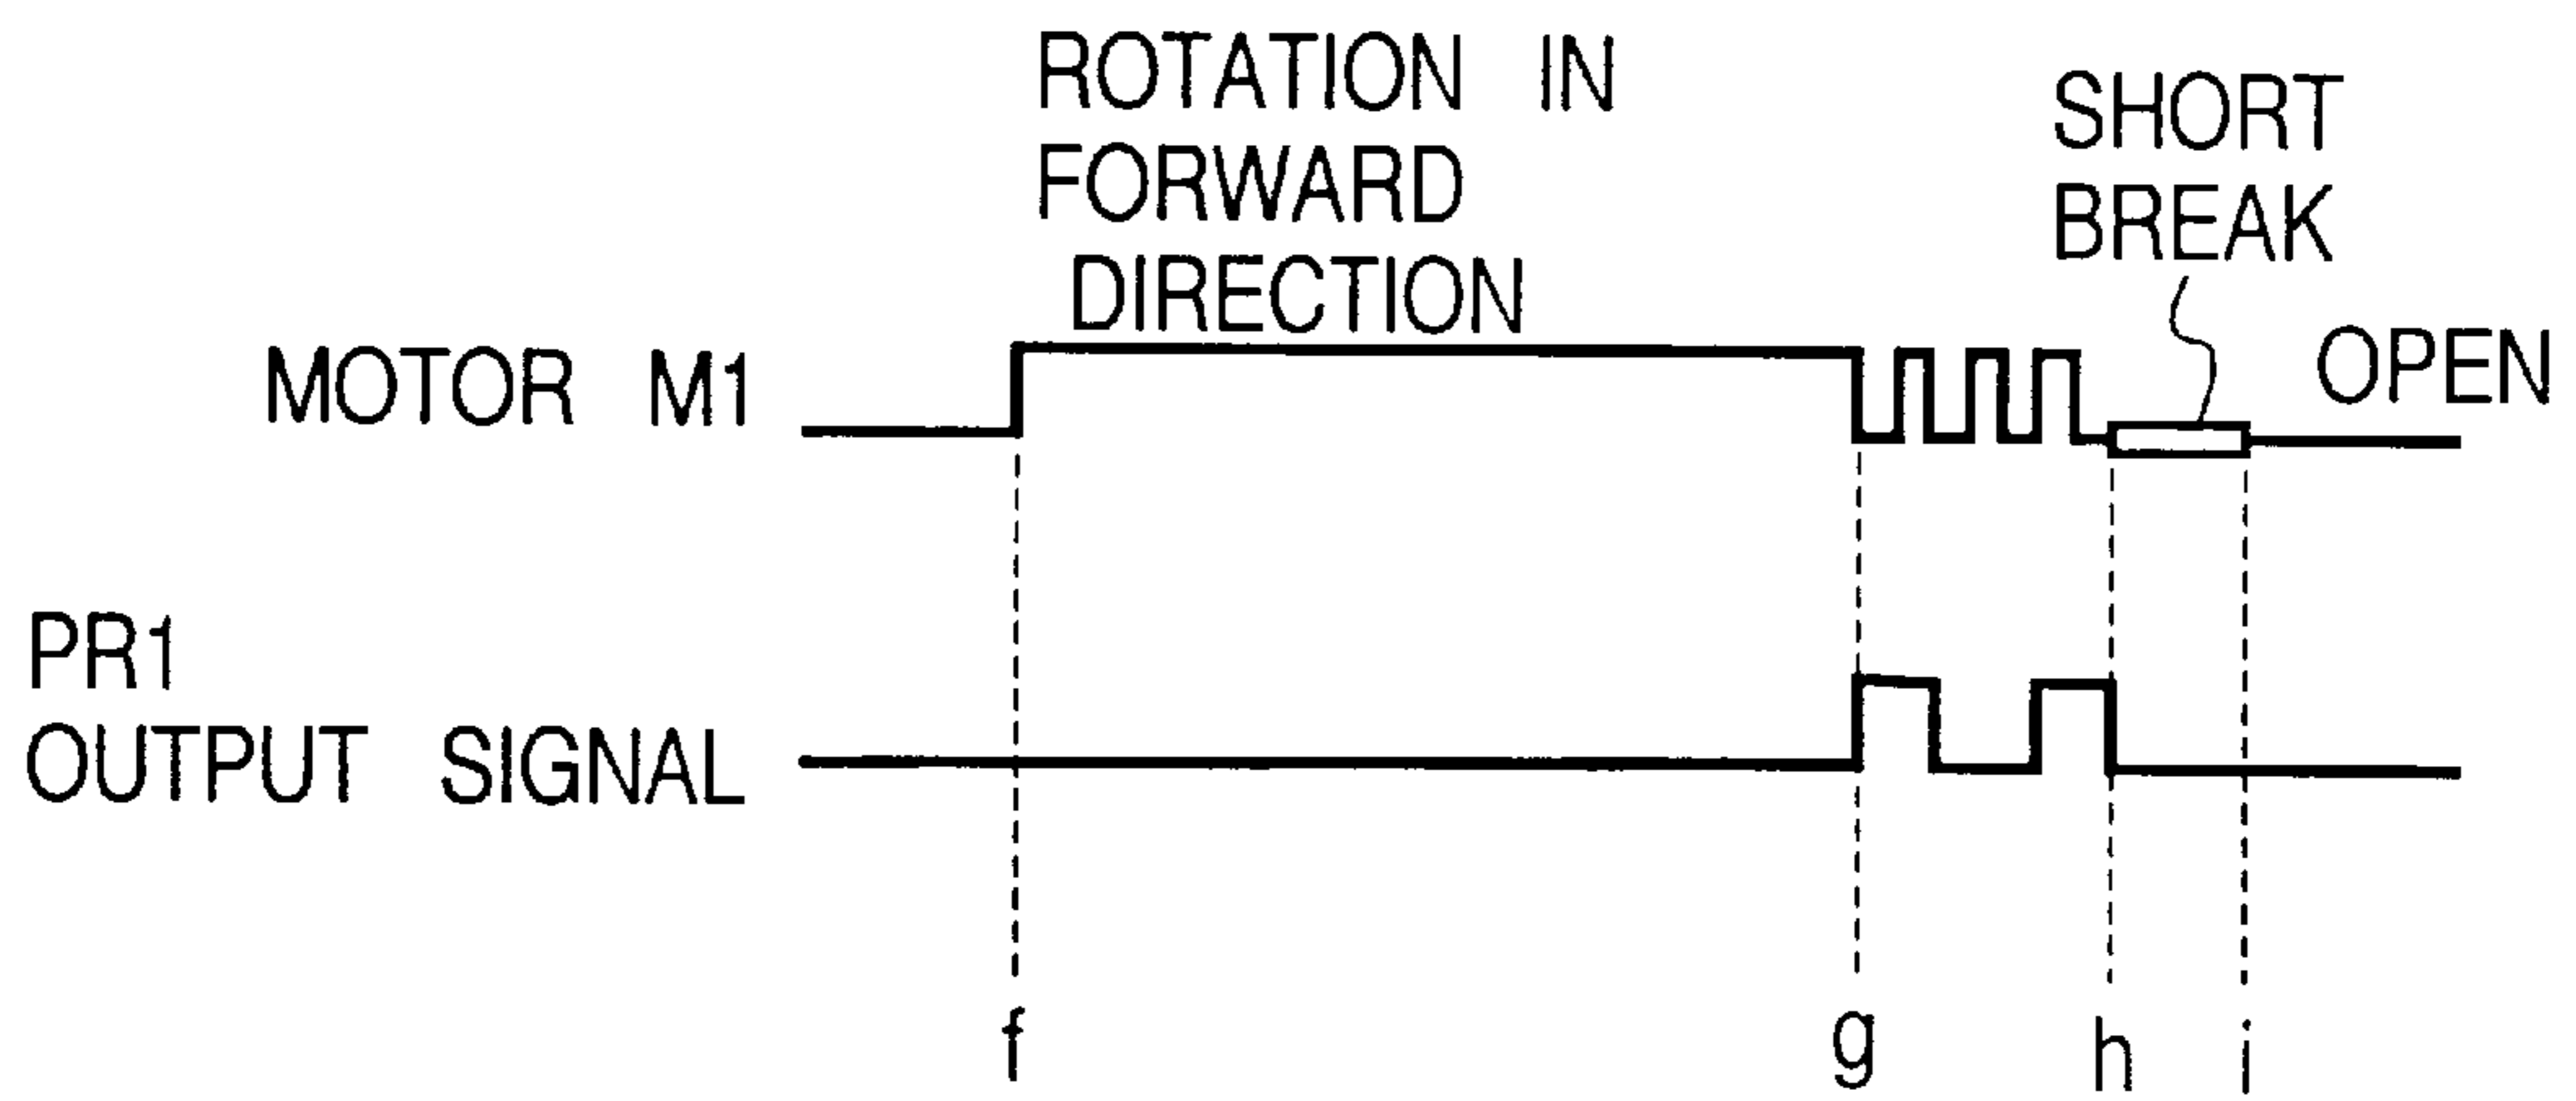 ROTATION IN
FORWARD
DIRECTION
SHORT
BREAK
MOTOR M1
OPEN
PR1
OUTPUT SIGNAL
f
g
h
i